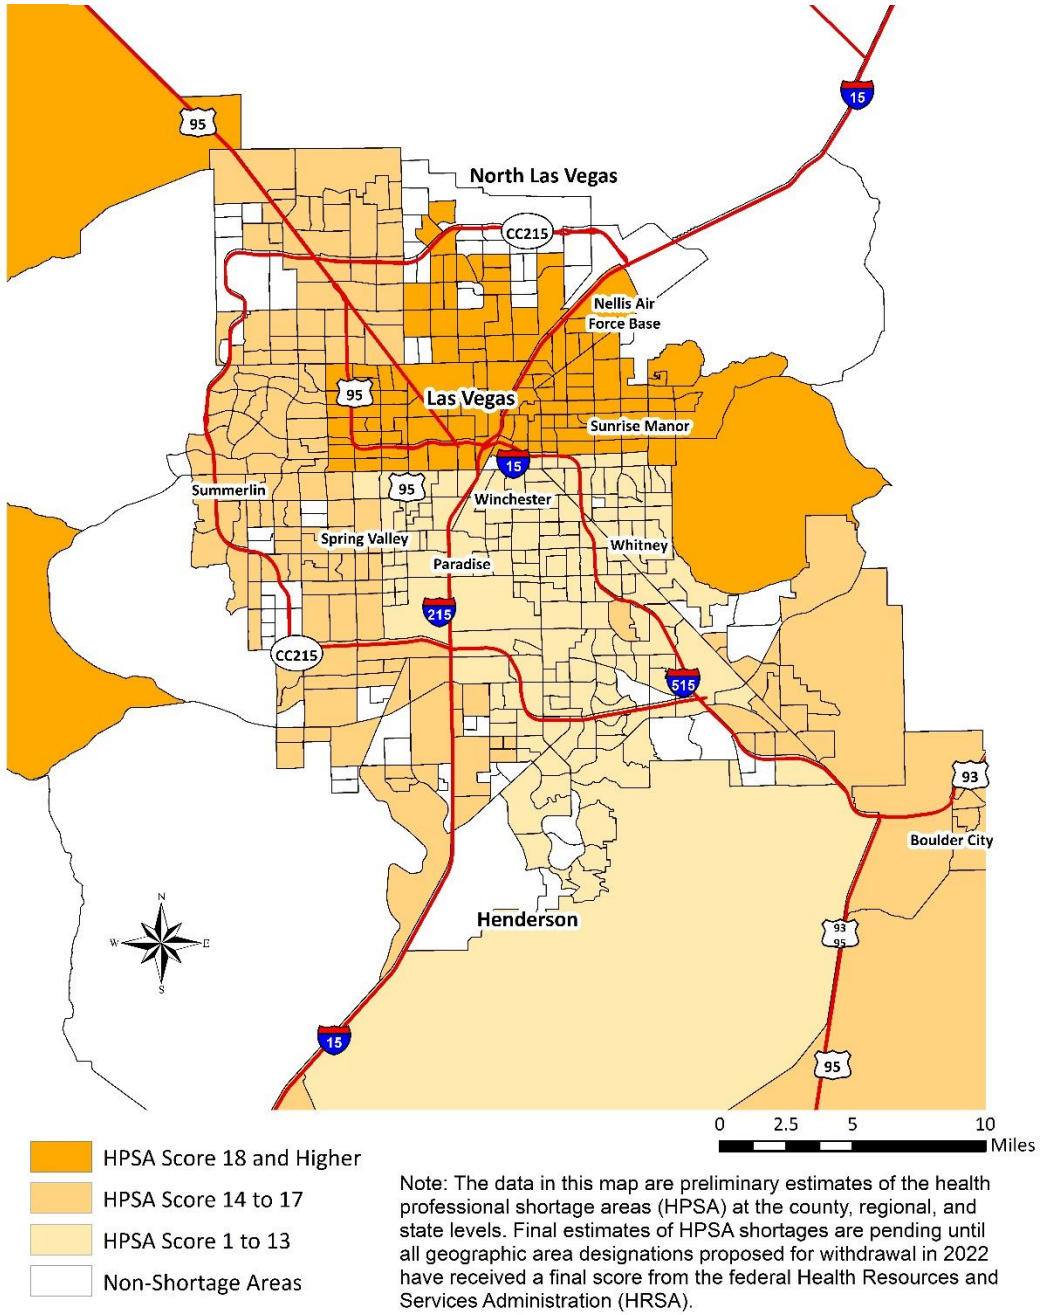 95
15
North Las Vegas
CC215
Nellis Air
Force Base
95
Las Vegas
Sunrise Manor
15
Summerlin
95
Winchester
Spring Valley
Whitney
Paradise
215
CC215
515
93
Boulder City
N
W E
S
Henderson
93
95
15
95
0 2.5 5 10
Miles
HPSA Score 18 and Higher
HPSA Score 14 to 17
HPSA Score 1 to 13
Non-Shortage Areas
Note: The data in this map are preliminary estimates of the health
professional shortage areas (HPSA) at the county, regional, and
state levels. Final estimates of HPSA shortages are pending until
all geographic area designations proposed for withdrawal in 2022
have received a final score from the federal Health Resources and
Services Administration (HRSA).